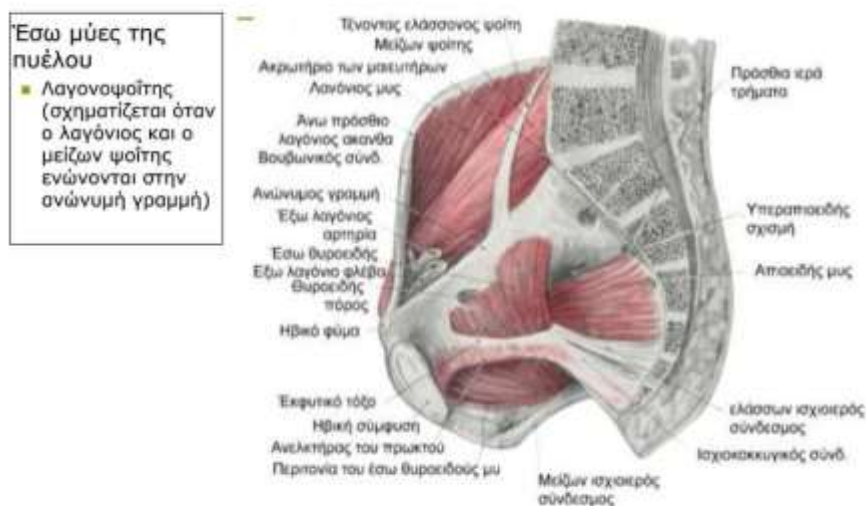 Έσω μύες της
πυέλου
Λαγονοψοΐτης
(σχηματίζεται όταν
ο λαγόνιος και ο
μείζων ψοΐτης
ενώνονται στην
ανώνυμή γραμμή)
Τένοντας ελάσσονος ψοΐτη
Μείζων ψοΐτης
Ακρωτήριο των μαιευτήρων
Λαγόνιος μυς
Άνω πρόσθιο
λαγόνιος ακανθα
Βουβωνικός σύνδ.
Ανώνυμος γραμμή
Έξω λαγόνιος
αρτηρία
Έσω θυροειδής
Εξω λαγόνιο φλέβα
Θυροειδής
πόρος
Ηβικό φύμα
Έκφυτικό τόξο
Ηβική σύμφυση
Ανελκτήρας του πρωκτού
Περιτονία του έσω θυροειδούς μυ
Μείζων ισχιοιερός
σύνδεσμος
Πρόσθια ιερά
τρήματα
Υπεραπιοειδής
σχισμή
Απιοειδής μυς
ελάσσων ισχιοιερός
σύνδεσμος
Ισχιοκοκκυγικός σύνδ.